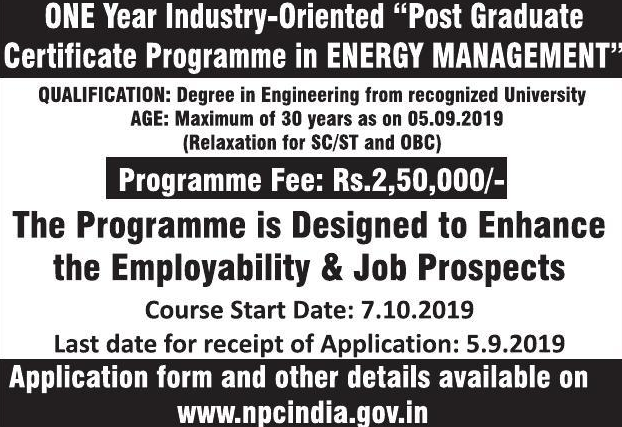 ONE Year Industry-Oriented “Post Graduate
Certificate Programme in ENERGY MANAGEMENT”
QUALIFICATION: Degree in Engineering from recognized University
AGE: Maximum of 30 years as on 05.09.2019
(Relaxation for SC/ST and OBC)
Programme Fee: Rs.2,50,000/-
The Programme is Designed to Enhance
the Employability & Job Prospects
Course Start Date: 7.10.2019
Last date for receipt of Application: 5.9.2019
Application form and other details available on
www.npcindia.gov.in